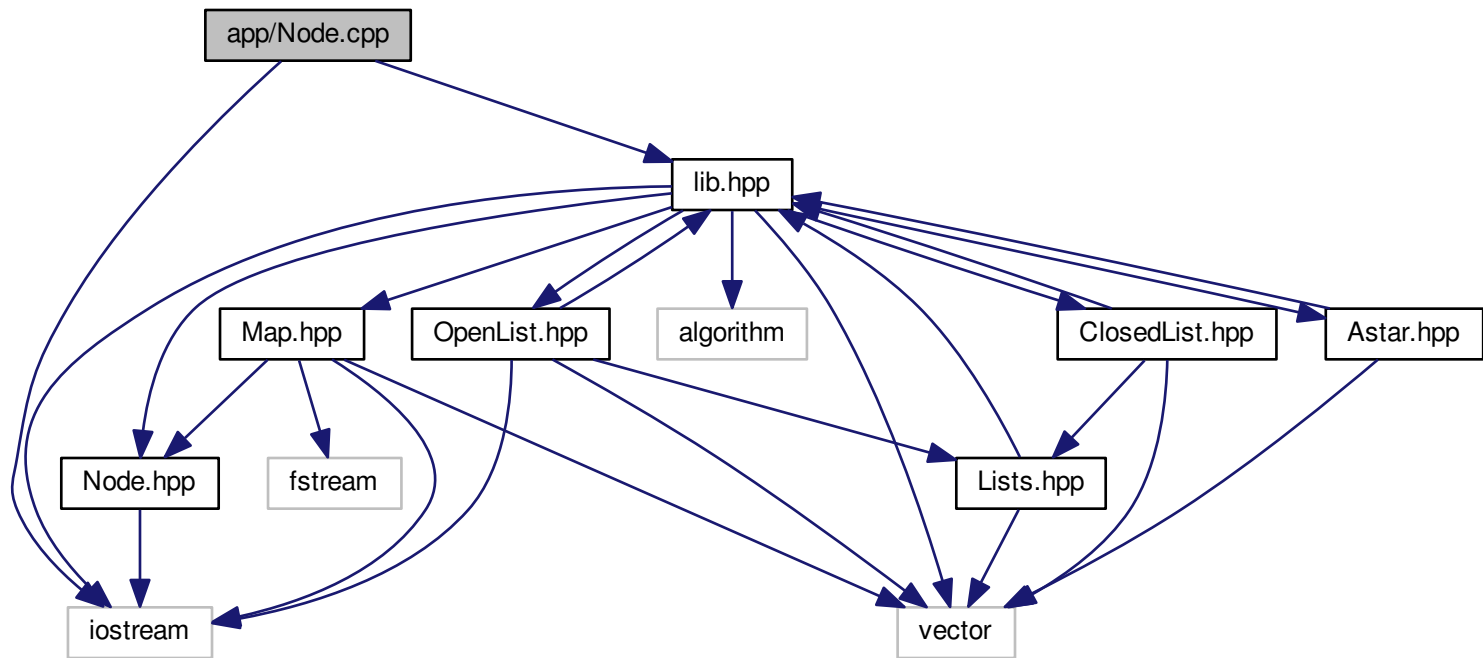 app/Node.cpp
lib.hpp
Map.hpp
OpenList.hpp
algorithm
ClosedList.hpp
Astar.hpp
Node.hpp
fstream
Lists.hpp
iostream
vector